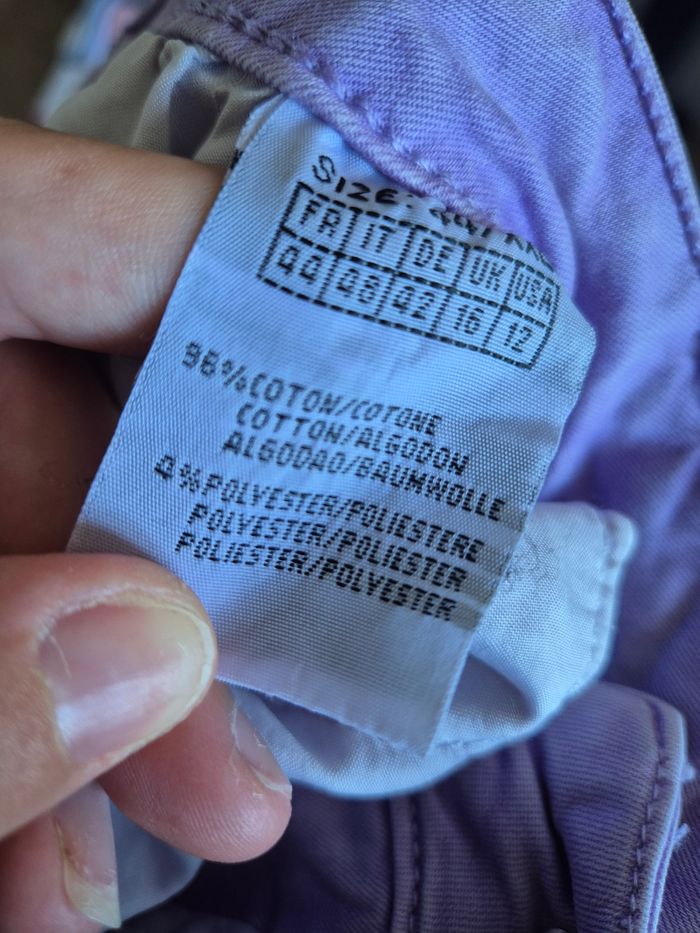 SIZE:
FR IT DE UK USA
44 48 42 16 12
96%COTON/COTONE
COTTON/ALGODON
ALGODAO/BAUMWOLLE
4%POLYESTER/POLIESTERE
POLYESTER/POLIESTER
POLIESTER/POLYESTER